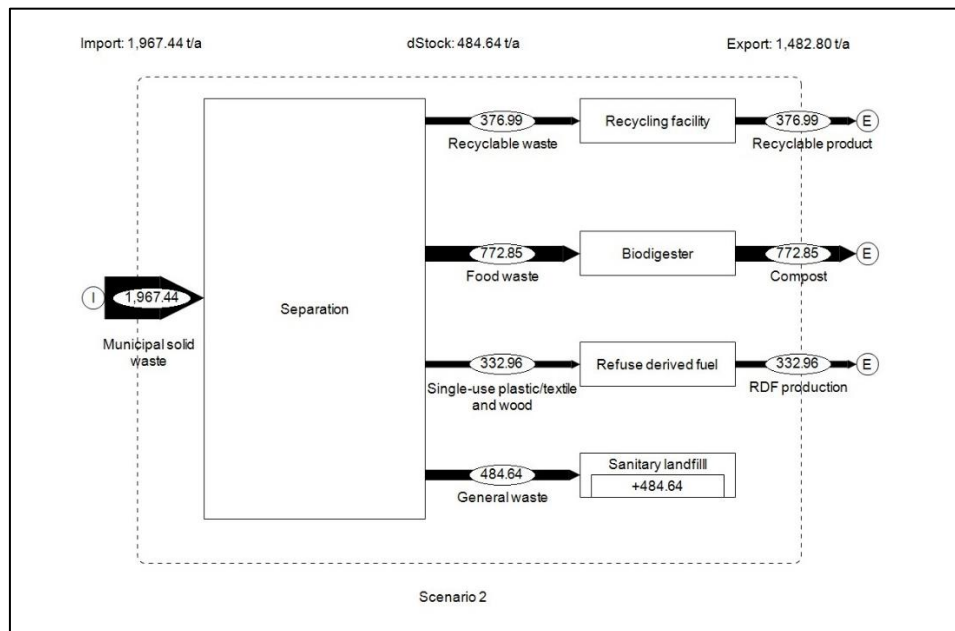 Import: 1,967.44 t/a
dStock: 484.64 t/a
Export: 1,482.80 t/a
376.99
Recyclable waste
Recycling facility
376.99
Recyclable product
E
772.85
Food waste
Biodigester
772.85
Compost
E
I
1,967.44
Municipal solid
waste
Separation
332.96
Single-use plastic/textile
and wood
Refuse derived fuel
332.96
RDF production
E
484.64
General waste
Sanitary landfill
+484.64
Scenario 2